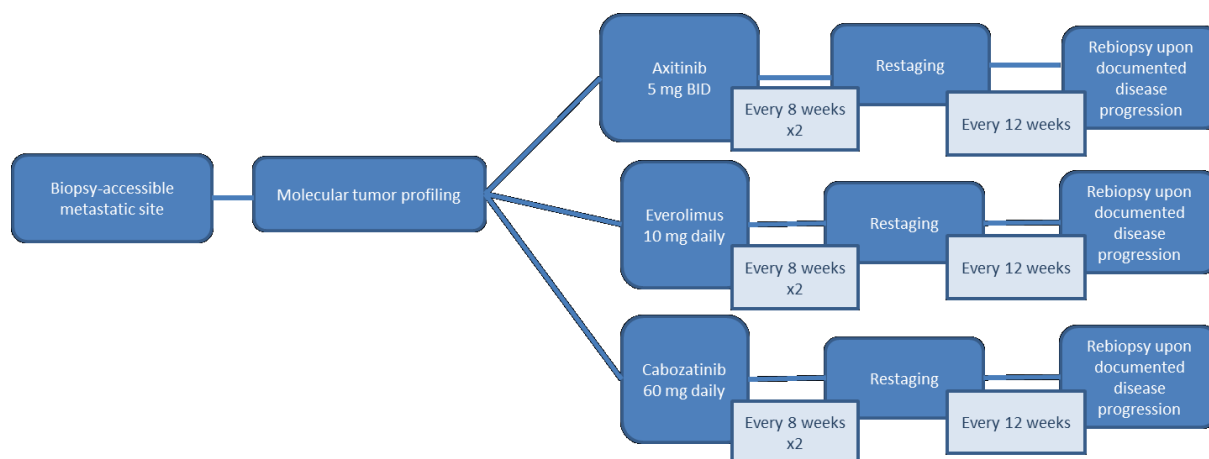 Biopsy-accessible
metastatic site
Molecular tumor profiling
Axitinib
5 mg BID
Every 8 weeks
x2
Restaging
Every 12 weeks
Rebiopsy upon
documented
disease
progression
Everolimus
10 mg daily
Every 8 weeks
x2
Restaging
Every 12 weeks
Rebiopsy upon
documented
disease
progression
Cabozatinib
60 mg daily
Every 8 weeks
x2
Restaging
Every 12 weeks
Rebiopsy upon
documented
disease
progression